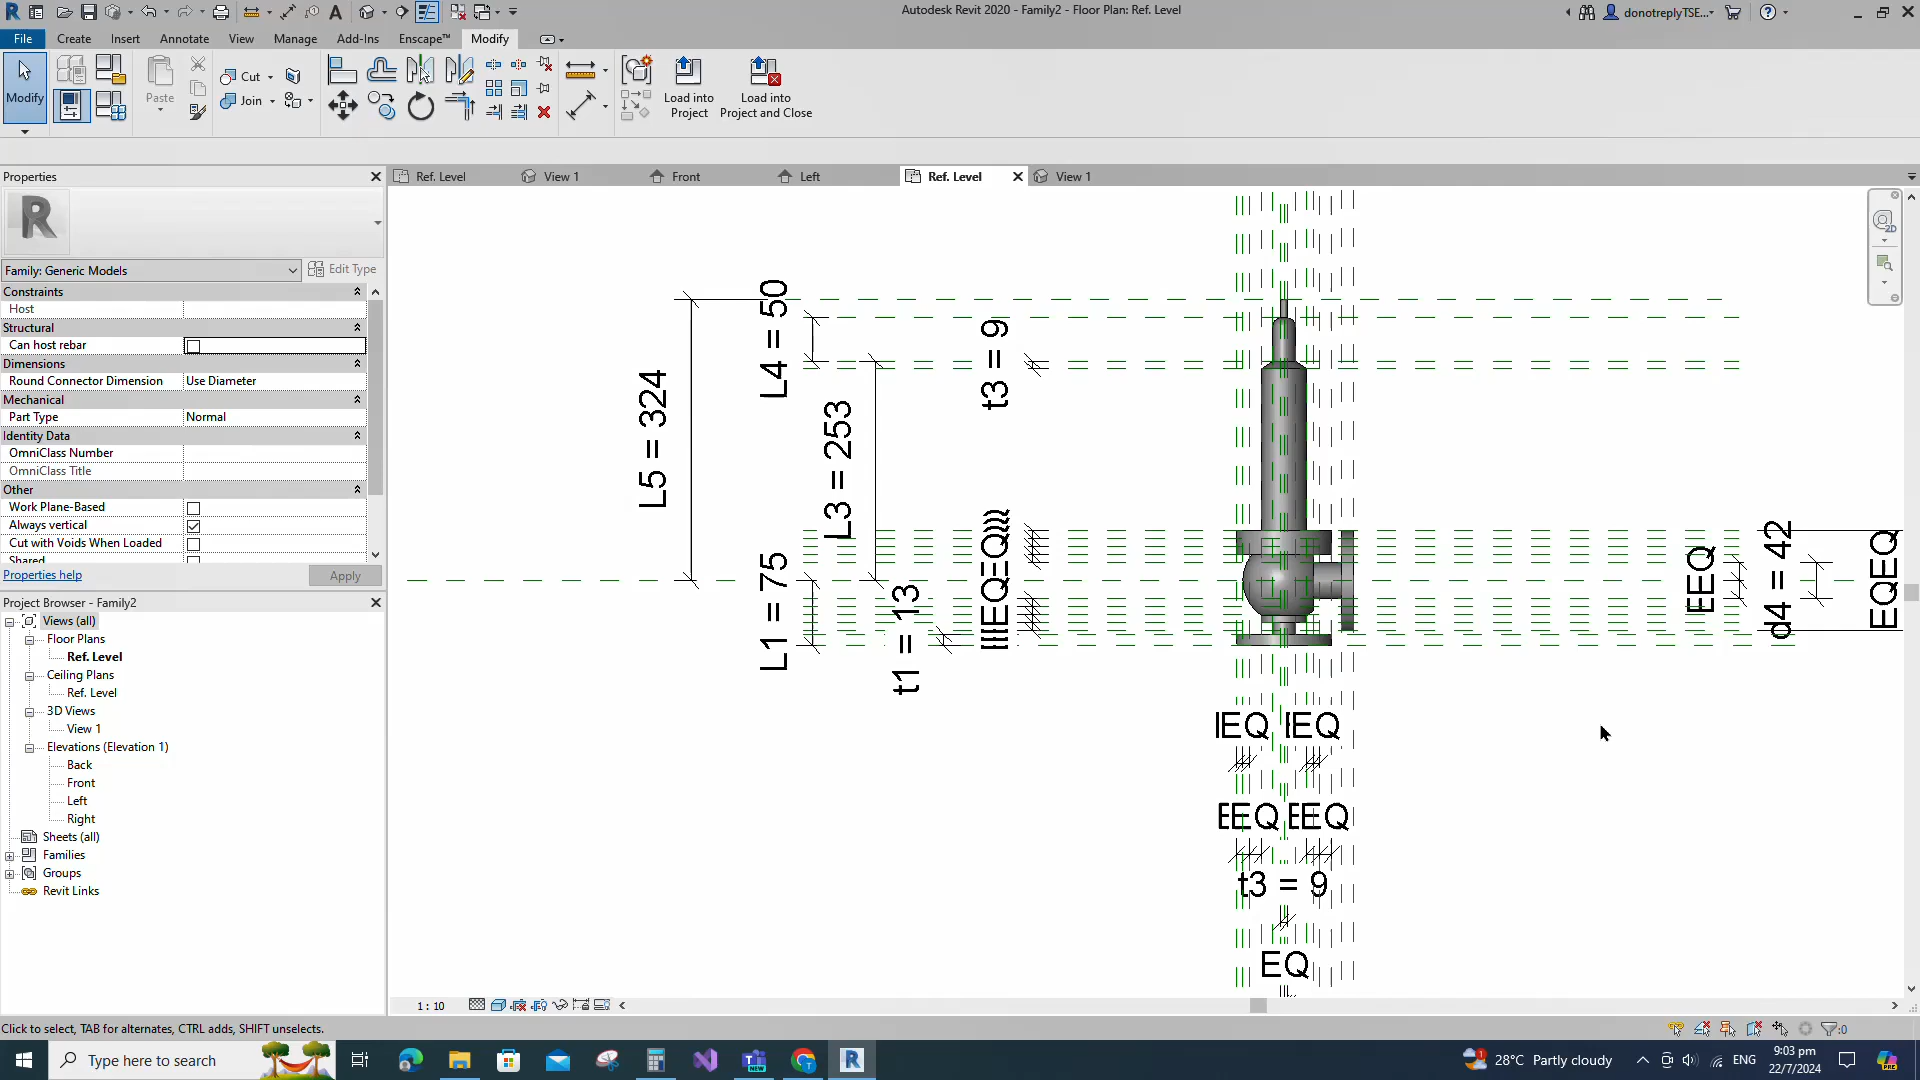 Autodesk Revit 2020 - Family2 - Floor Plan: Ref. Level
donotreplyTSE...
File Create Insert Annotate View Manage Add-Ins Enscape™ Modify
Modify
Paste
Cut
Join
Load into Project
Load into Project and Close
Properties
Ref. Level
View 1
Front
Left
Ref. Level
View 1
R
2D
Family: Generic Models
Edit Type
Constraints
Host
Structural
Can host rebar
Dimensions
Round Connector Dimension Use Diameter
Mechanical
Part Type Normal
Identity Data
OmniClass Number
OmniClass Title
Other
Work Plane-Based
Always vertical
Cut with Voids When Loaded
Shared
Properties help
Apply
Project Browser - Family2
Views (all)
Floor Plans
Ref. Level
Ceiling Plans
Ref. Level
3D Views
View 1
Elevations (Elevation 1)
Back
Front
Left
Right
Sheets (all)
Families
Groups
Revit Links
L5 = 324
L4 = 50
L3 = 253
t3 = 9
L1 = 75
t1 = 13
d4 = 42
EQEQ
EQ
EQ
EQ
EQ
t3 = 9
EQ
1 : 10
Click to select, TAB for alternates, CTRL adds, SHIFT unselects.
:0
Type here to search
NEW
28°C Partly cloudy
ENG
9:03 pm
22/7/2024
PRE